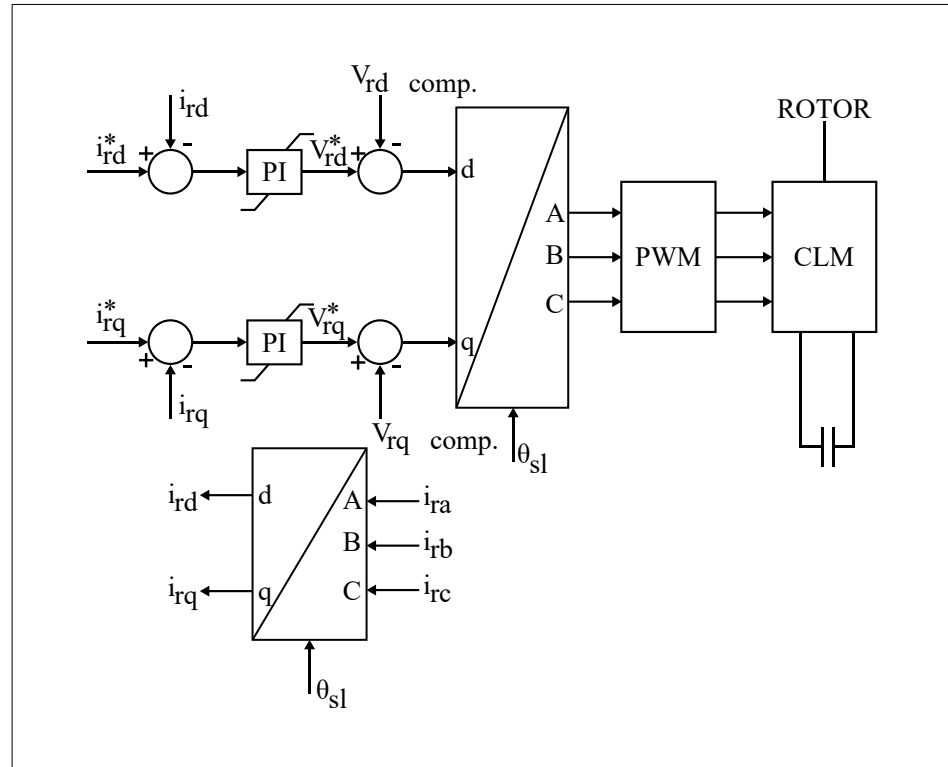 i_rd
V_rd comp.
i*_rd
+
-
PI
V*_rd
+
-
d
ROTOR
A
B
C
PWM
CLM
i*_rq
+
-
PI
V*_rq
+
-
q
i_rq
V_rq comp.
θ_sl
i_rd
d
A
i_ra
B
i_rb
i_rq
q
C
i_rc
θ_sl